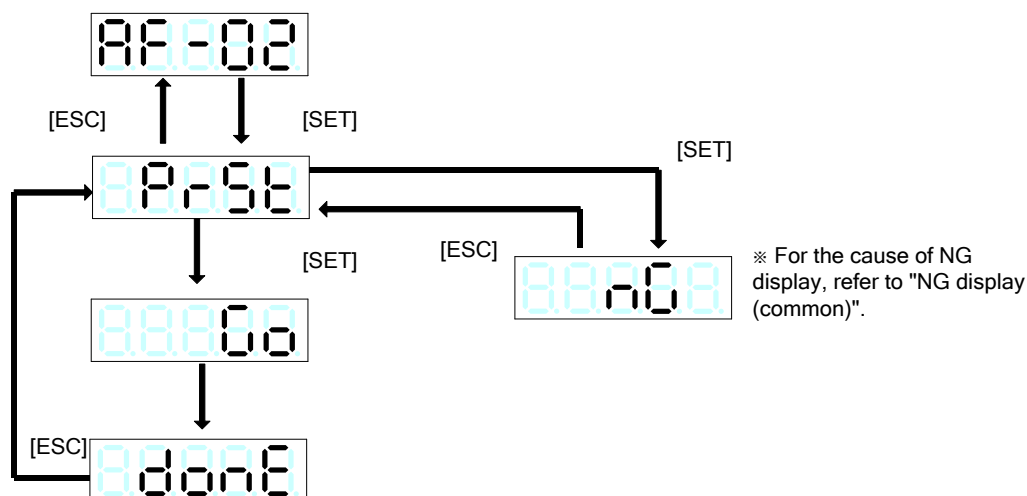 AF-02
[ESC]
[SET]
PrSt
[SET]
[SET]
[ESC]
nG
※ For the cause of NG
display, refer to "NG display
(common)".
Go
[ESC]
donE